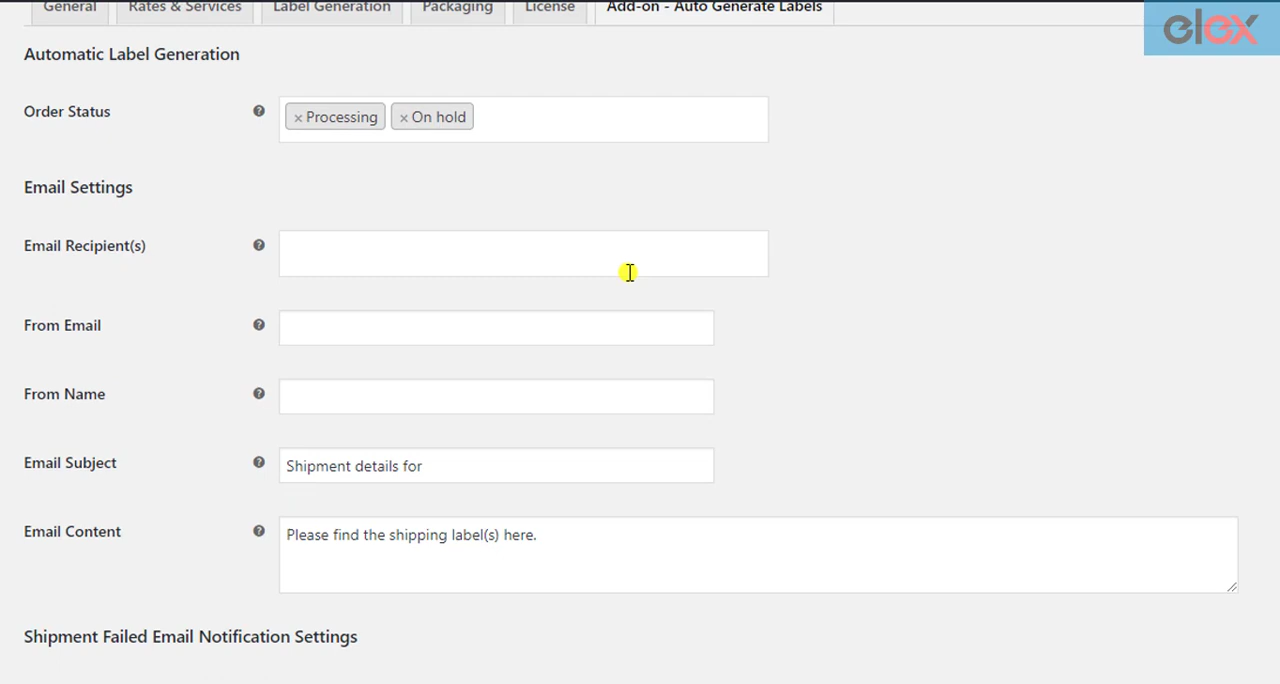 General Rates & Services Label Generation Packaging License Add-on - Auto Generate Labels
elex
Automatic Label Generation
Order Status ? × Processing × On hold
Email Settings
Email Recipient(s) ?
From Email ?
From Name ?
Email Subject ? Shipment details for
Email Content ? Please find the shipping label(s) here.
Shipment Failed Email Notification Settings